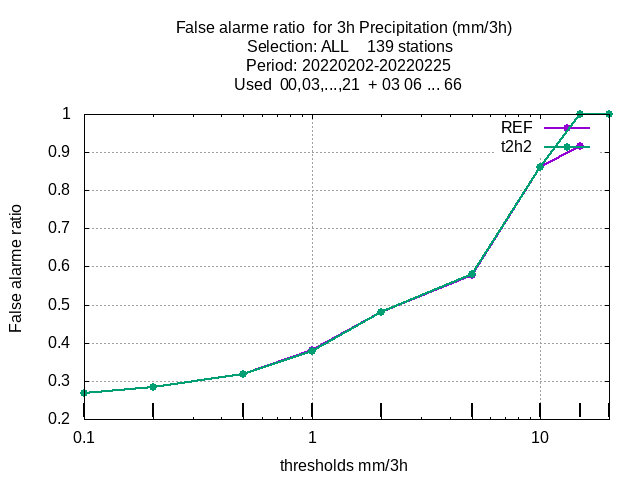 False alarme ratio  for 3h Precipitation (mm/3h)
Selection: ALL    139 stations
Period: 20220202-20220225
Used  00,03,...,21  + 03 06 ... 66
REF
t2h2
1
0.9
0.8
0.7
0.6
0.5
0.4
0.3
0.2
False alarme ratio
0.1 1 10
thresholds mm/3h